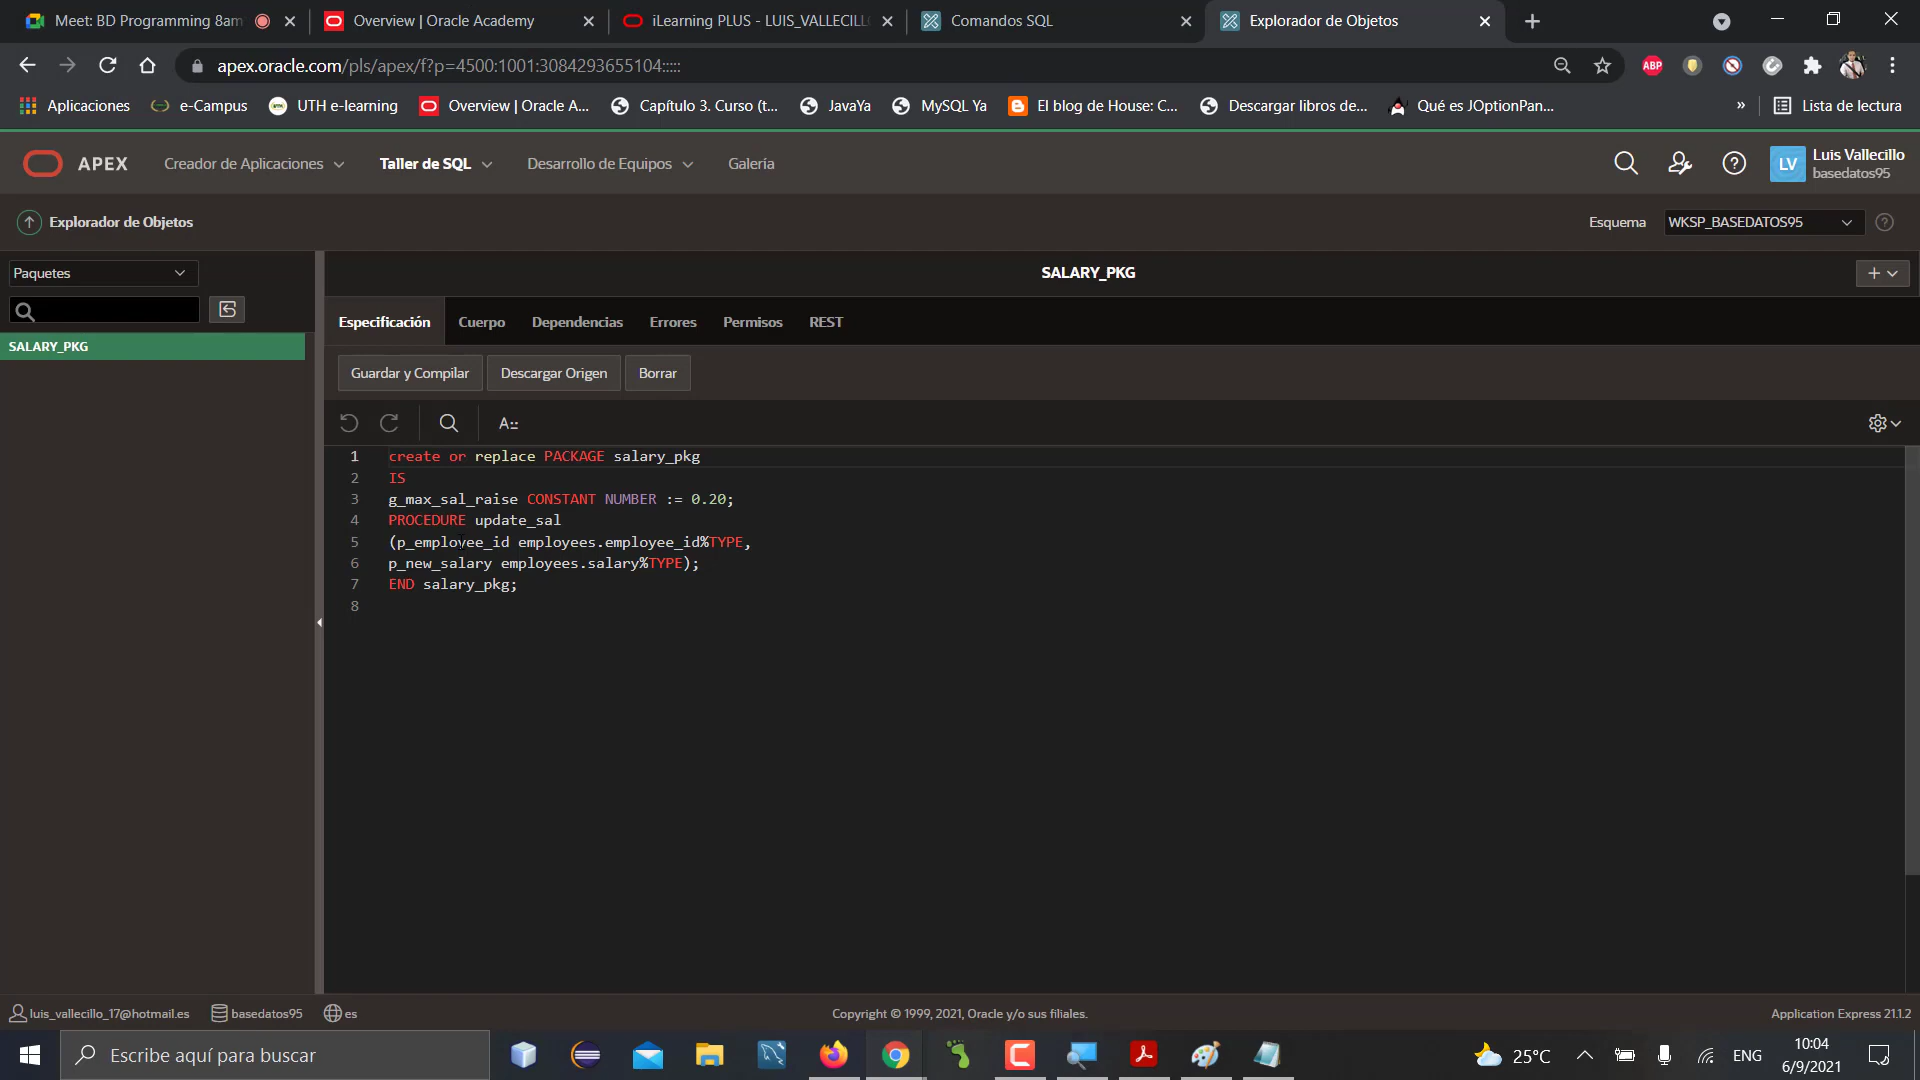 Meet: BD Programming 8am
Overview | Oracle Academy
iLearning PLUS - LUIS_VALLECILL
Comandos SQL
Explorador de Objetos
apex.oracle.com/pls/apex/f?p=4500:1001:3084293655104:::::
ABP
Aplicaciones
e-Campus
UTH e-learning
Overview | Oracle A...
Capítulo 3. Curso (t...
JavaYa
MySQL Ya
El blog de House: C...
Descargar libros de...
Qué es JOptionPan...
»
Lista de lectura
APEX
Creador de Aplicaciones
Taller de SQL
Desarrollo de Equipos
Galería
LV
Luis Vallecillo
basedatos95
Explorador de Objetos
Esquema
WKSP_BASEDATOS95
Paquetes
SALARY_PKG
SALARY_PKG
Especificación
Cuerpo
Dependencias
Errores
Permisos
REST
Guardar y Compilar
Descargar Origen
Borrar
A::
1 create or replace PACKAGE salary_pkg
2 IS
3 g_max_sal_raise CONSTANT NUMBER := 0.20;
4 PROCEDURE update_sal
5 (p_employee_id employees.employee_id%TYPE,
6 p_new_salary employees.salary%TYPE);
7 END salary_pkg;
8
luis_vallecillo_17@hotmail.es
basedatos95
es
Copyright © 1999, 2021, Oracle y/o sus filiales.
Application Express 21.1.2
Escribe aquí para buscar
25°C
ENG
10:04
6/9/2021